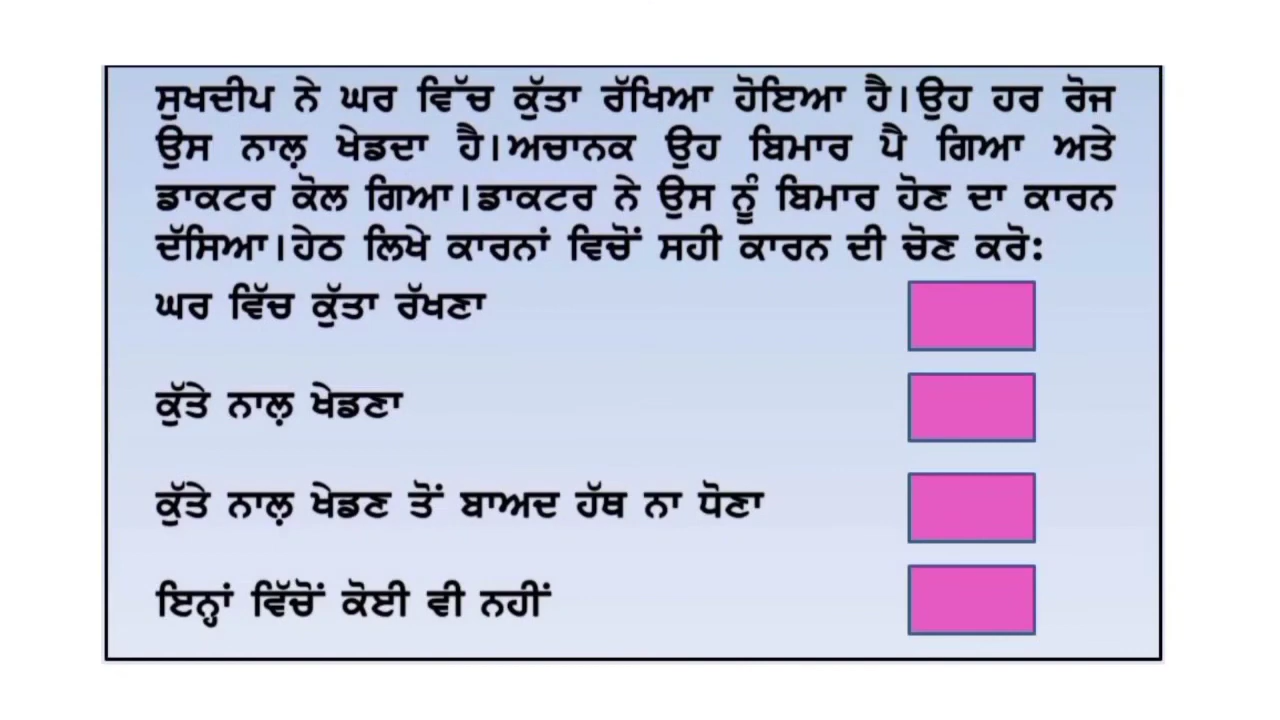 ਸੁਖਦੀਪ ਨੇ ਘਰ ਵਿੱਚ ਕੁੱਤਾ ਰੱਖਿਆ ਹੋਇਆ ਹੈ।ਉਹ ਹਰ ਰੋਜ
ਉਸ ਨਾਲ਼ ਖੇਡਦਾ ਹੈ।ਅਚਾਨਕ ਉਹ ਬਿਮਾਰ ਪੈ ਗਿਆ ਅਤੇ
ਡਾਕਟਰ ਕੋਲ ਗਿਆ।ਡਾਕਟਰ ਨੇ ਉਸ ਨੂੰ ਬਿਮਾਰ ਹੋਣ ਦਾ ਕਾਰਨ
ਦੱਸਿਆ।ਹੇਠ ਲਿਖੇ ਕਾਰਨਾਂ ਵਿਚੋਂ ਸਹੀ ਕਾਰਨ ਦੀ ਚੋਣ ਕਰੋ:
ਘਰ ਵਿੱਚ ਕੁੱਤਾ ਰੱਖਣਾ
ਕੁੱਤੇ ਨਾਲ਼ ਖੇਡਣਾ
ਕੁੱਤੇ ਨਾਲ਼ ਖੇਡਣ ਤੋਂ ਬਾਅਦ ਹੱਥ ਨਾ ਧੋਣਾ
ਇਨ੍ਹਾਂ ਵਿੱਚੋਂ ਕੋਈ ਵੀ ਨਹੀਂ